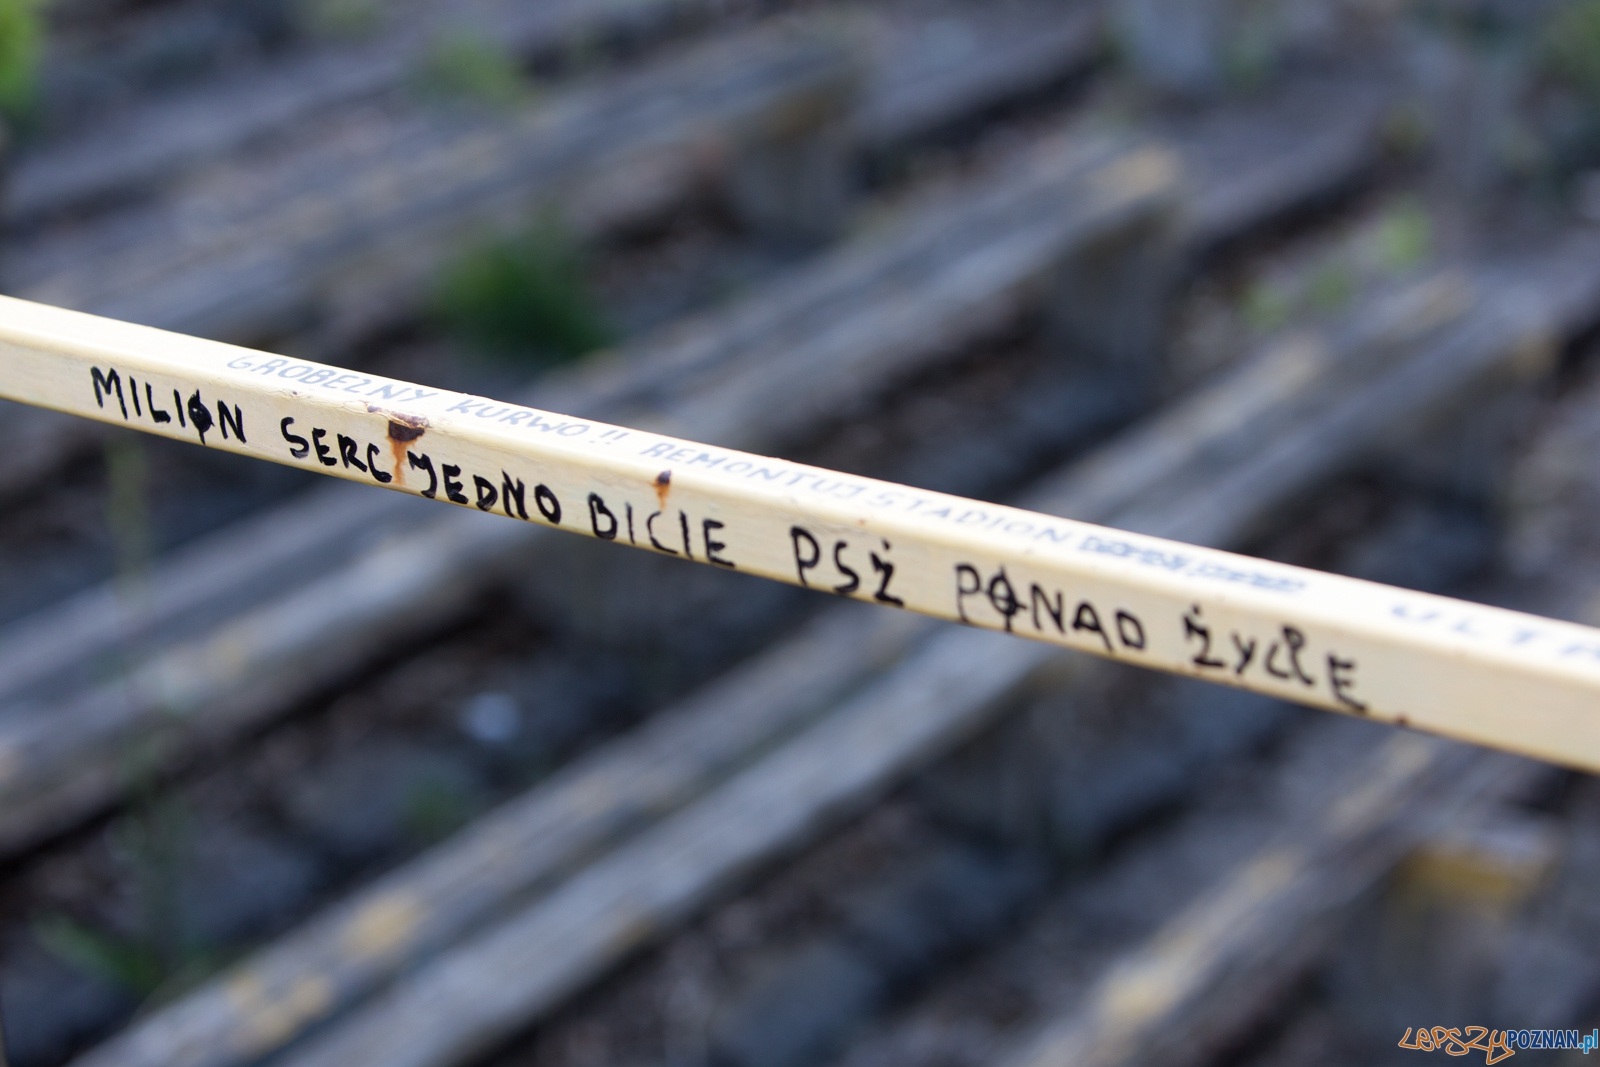 GROBELNY KURWO!! REMONTUJ STADION
MILION SERC JEDNO BICIE PSŻ PONAD ŻYCIE
LEPSZYPOZNAN.pl